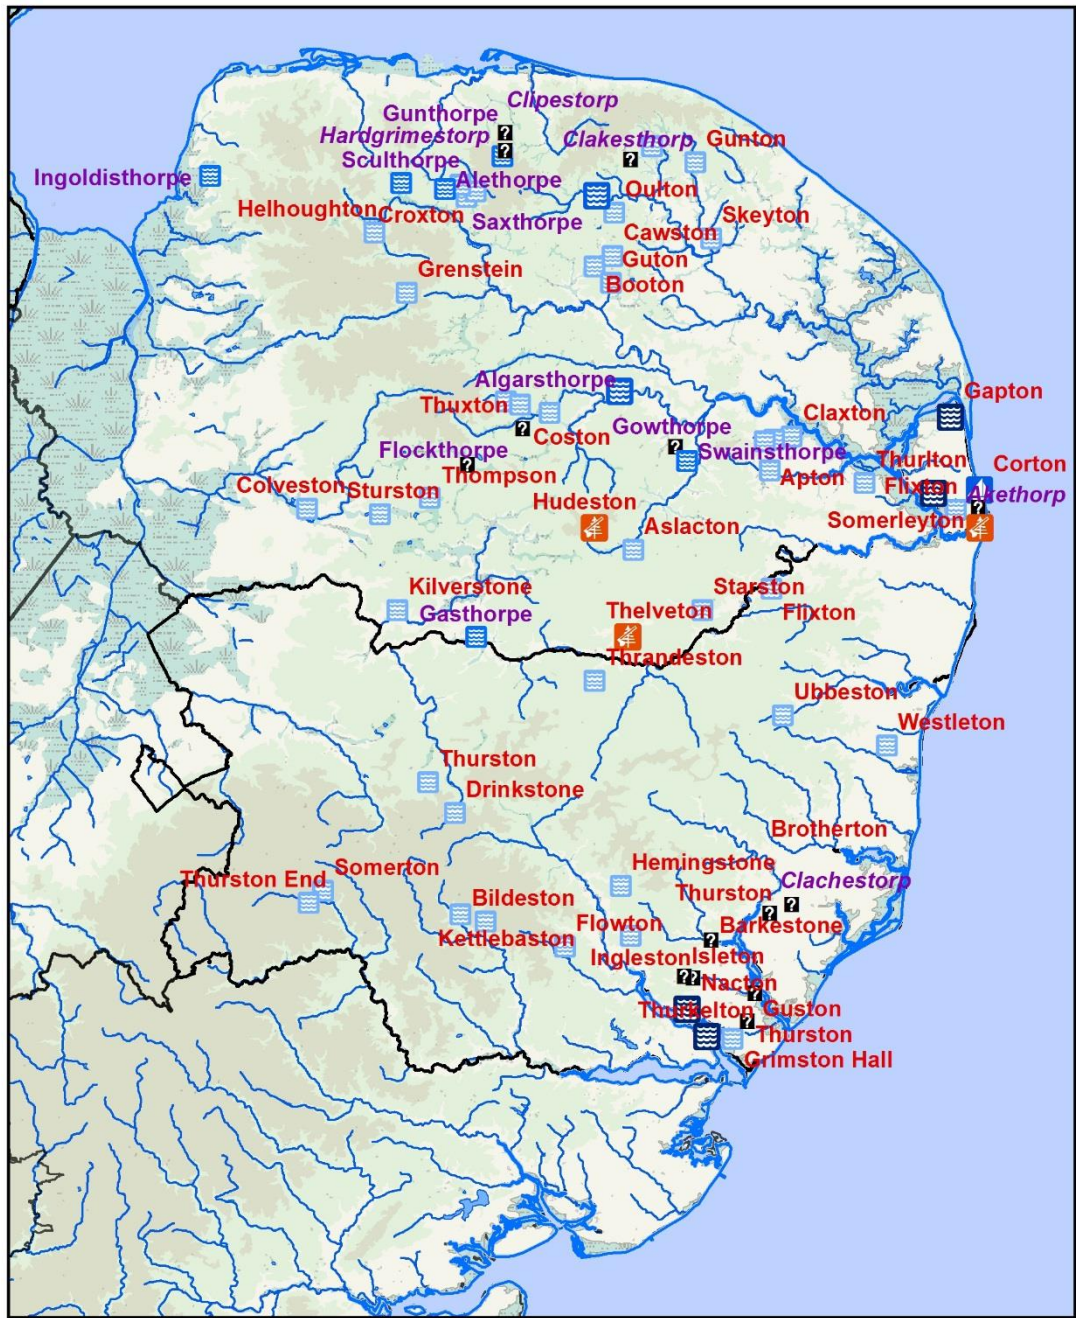 Clipestorp
Gunthorpe
Hardgrimestorp
Clakesthorp
Gunton
Sculthorpe
Ingoldisthorpe
Alethorpe
Oulton
Helhoughton
Croxton
Saxthorpe
Skeyton
Cawston
Guton
Grenstein
Booton
Algarsthorpe
Gapton
Thuxton
Claxton
Gowthorpe
Coston
Flockthorpe
Swainsthorpe
Thurlton
Corton
Thompson
Apton
Colveston
Sturston
Flixton
Akethorp
Hudeston
Aslacton
Somerleyton
Kilverstone
Starston
Gasthorpe
Thelveton
Flixton
Thrandeston
Ubbeston
Westleton
Thurston
Drinkstone
Brotherton
Hemingstone
Somerton
Thurston End
Clachestorp
Thurston
Bildeston
Flowton
Barkestone
Kettlebaston
Ingleston
Isleton
Nacton
Thurkelton
Guston
Thurston
Grimston Hall